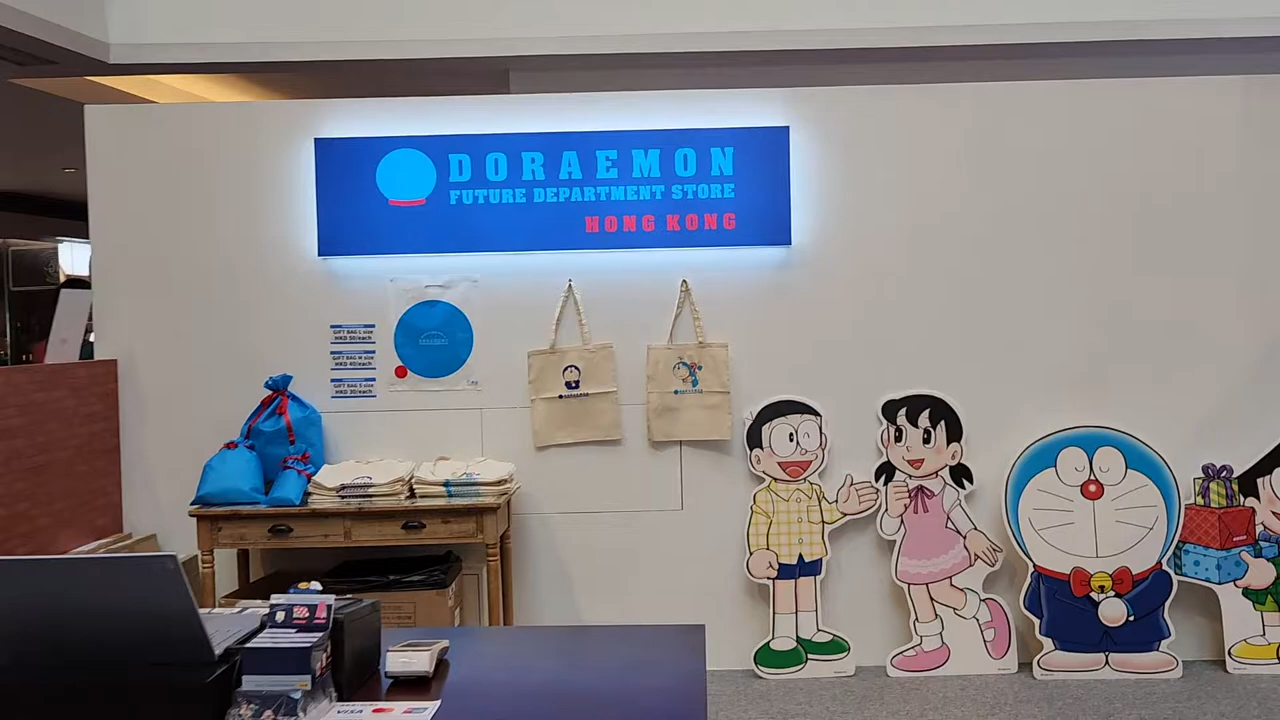 DORAEMON
FUTURE DEPARTMENT STORE
HONG KONG
GIFT BAG L size
HKD 50/each
GIFT BAG M size
HKD 40/each
GIFT BAG S size
HKD 30/each
VISA